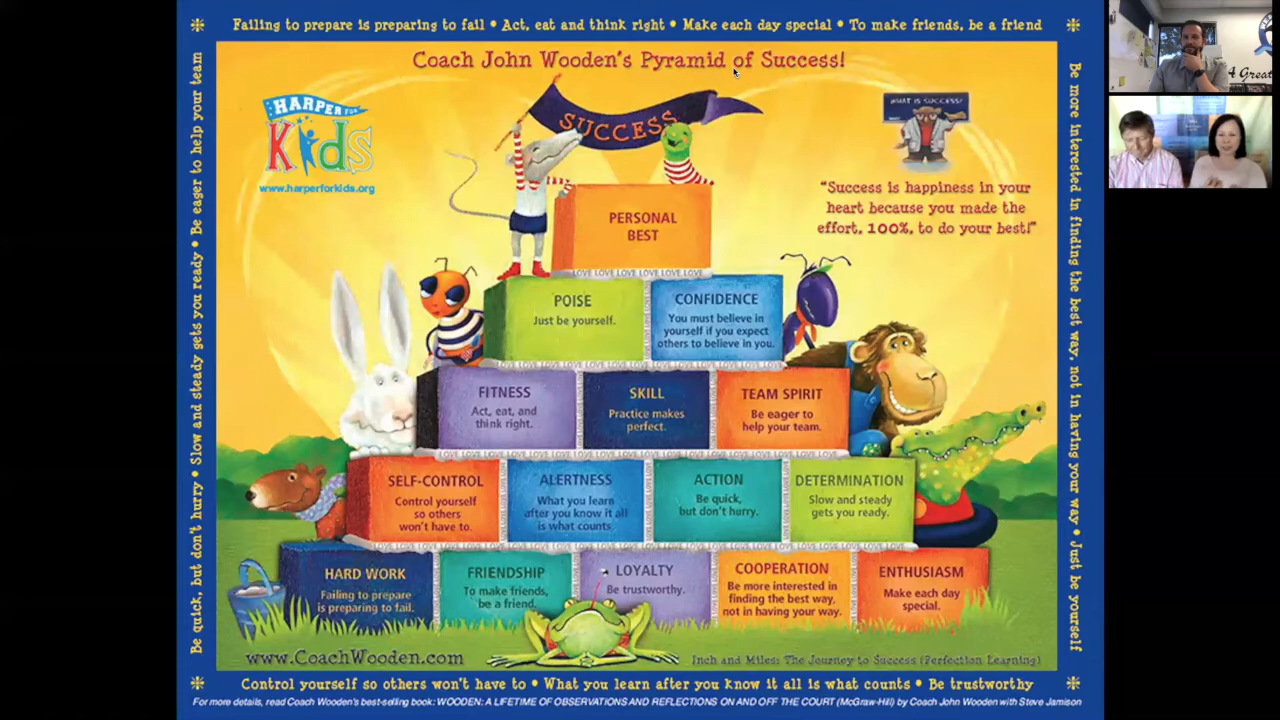 Failing to prepare is preparing to fail • Act, eat and think right • Make each day special • To make friends, be a friend
Be quick, but don't hurry • Slow and steady gets you ready • Be eager to help your team
Be more interested in finding the best way, not in having your way • Just be yourself
Coach John Wooden's Pyramid of Success!
HARPER FOR
KidS
www.harperforkids.org
SUCCESS
WHAT IS SUCCESS?
4 Great
"Success is happiness in your
heart because you made the
effort, 100%, to do your best!"
PERSONAL
BEST
LOVE LOVE LOVE LOVE LOVE LOVE
POISE
Just be yourself.
CONFIDENCE
You must believe in
yourself if you expect
others to believe in you.
FITNESS
Act, eat, and
think right.
SKILL
Practice makes
perfect.
TEAM SPIRIT
Be eager to
help your team.
SELF-CONTROL
Control yourself
so others
won't have to.
ALERTNESS
What you learn
after you know it all
is what counts.
ACTION
Be quick,
but don't hurry.
DETERMINATION
Slow and steady
gets you ready.
HARD WORK
Failing to prepare
is preparing to fail.
FRIENDSHIP
To make friends,
be a friend.
LOYALTY
Be trustworthy.
COOPERATION
Be more interested in
finding the best way,
not in having your way.
ENTHUSIASM
Make each day
special.
www.CoachWooden.com
Inch and Miles: The Journey to Success (Perfection Learning)
Control yourself so others won't have to • What you learn after you know it all is what counts • Be trustworthy
For more details, read Coach Wooden's best-selling book: WOODEN: A LIFETIME OF OBSERVATIONS AND REFLECTIONS ON AND OFF THE COURT (McGraw-Hill) by Coach John Wooden with Steve Jamison